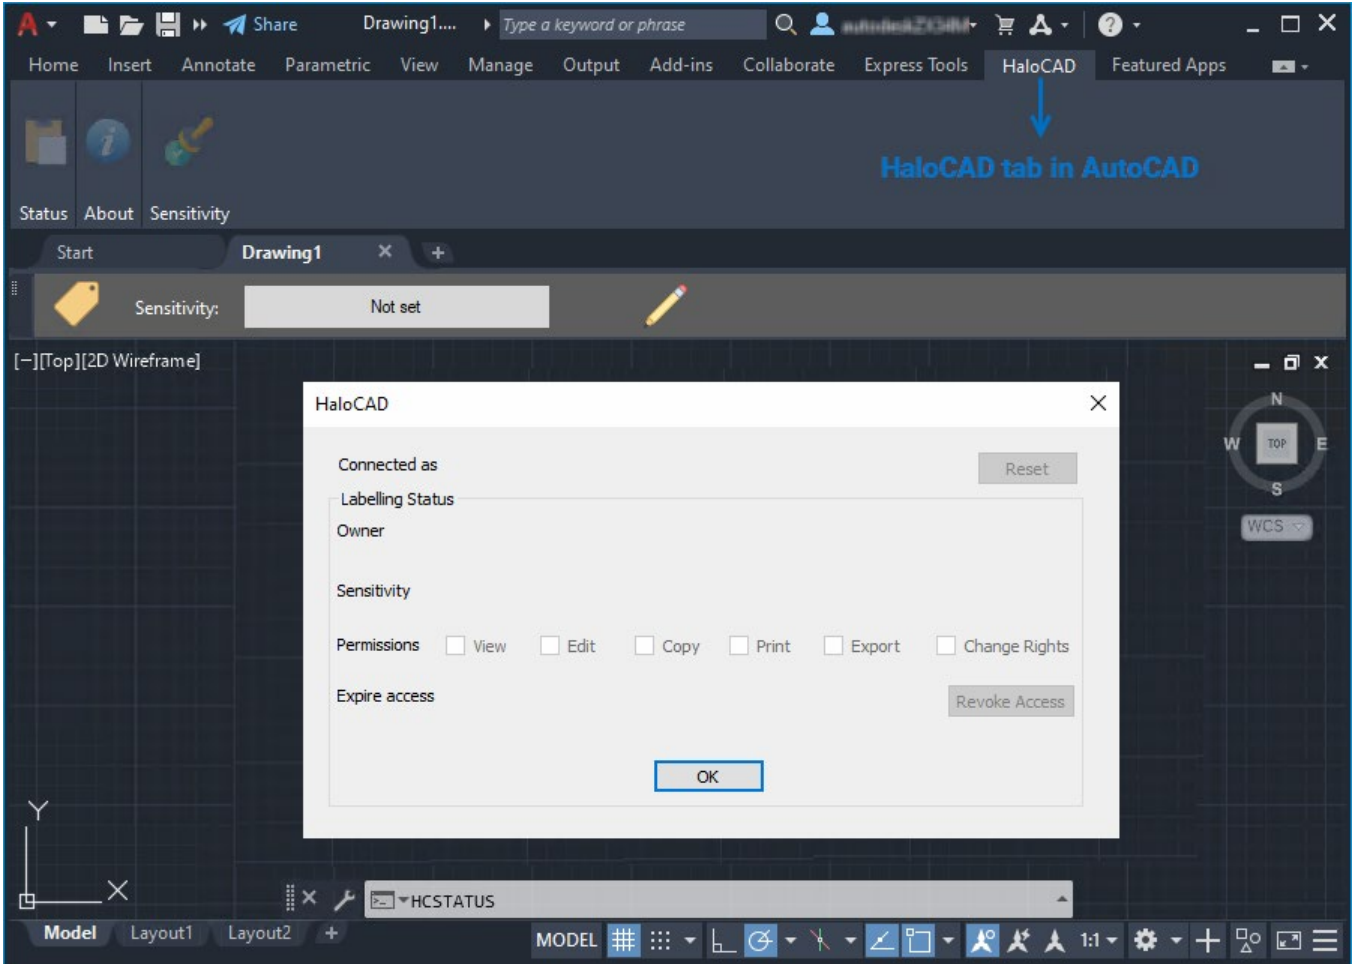 A Share Drawing1.... Type a keyword or phrase
Home Insert Annotate Parametric View Manage Output Add-ins Collaborate Express Tools HaloCAD Featured Apps
HaloCAD tab in AutoCAD
Status About Sensitivity
Start Drawing1 +
Sensitivity: Not set
[−][Top][2D Wireframe]
N
W TOP E
S
WCS
HaloCAD
Connected as Reset
Labelling Status
Owner
Sensitivity
Permissions View Edit Copy Print Export Change Rights
Expire access Revoke Access
OK
Y
X
HCSTATUS
Model Layout1 Layout2 + MODEL 1:1